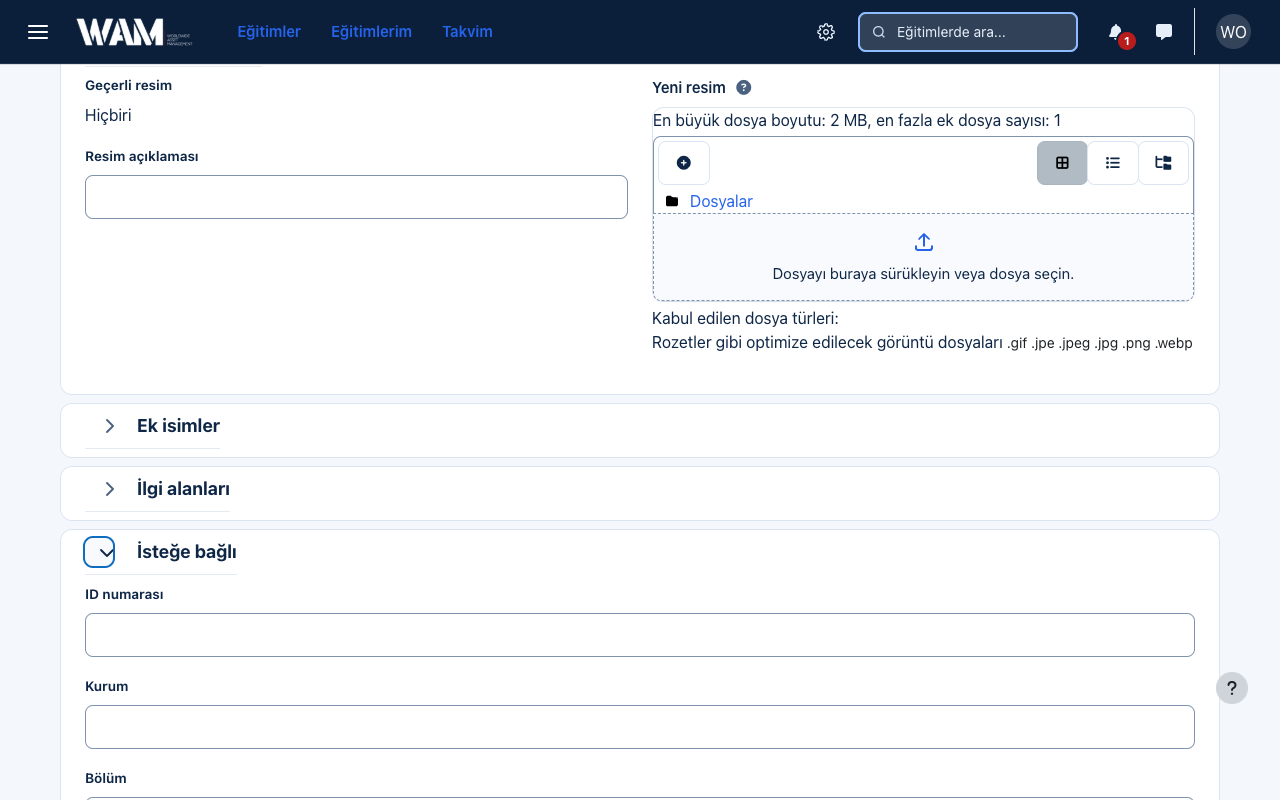 WAM WORLDWIDE ASSET MANAGEMENT
Eğitimler
Eğitimlerim
Takvim
Eğitimlerde ara...
1
WO
Geçerli resim
Hiçbiri
Resim açıklaması
Yeni resim ?
En büyük dosya boyutu: 2 MB, en fazla ek dosya sayısı: 1
Dosyalar
Dosyayı buraya sürükleyin veya dosya seçin.
Kabul edilen dosya türleri:
Rozetler gibi optimize edilecek görüntü dosyaları .gif .jpe .jpeg .jpg .png .webp
Ek isimler
İlgi alanları
İsteğe bağlı
ID numarası
Kurum
?
Bölüm